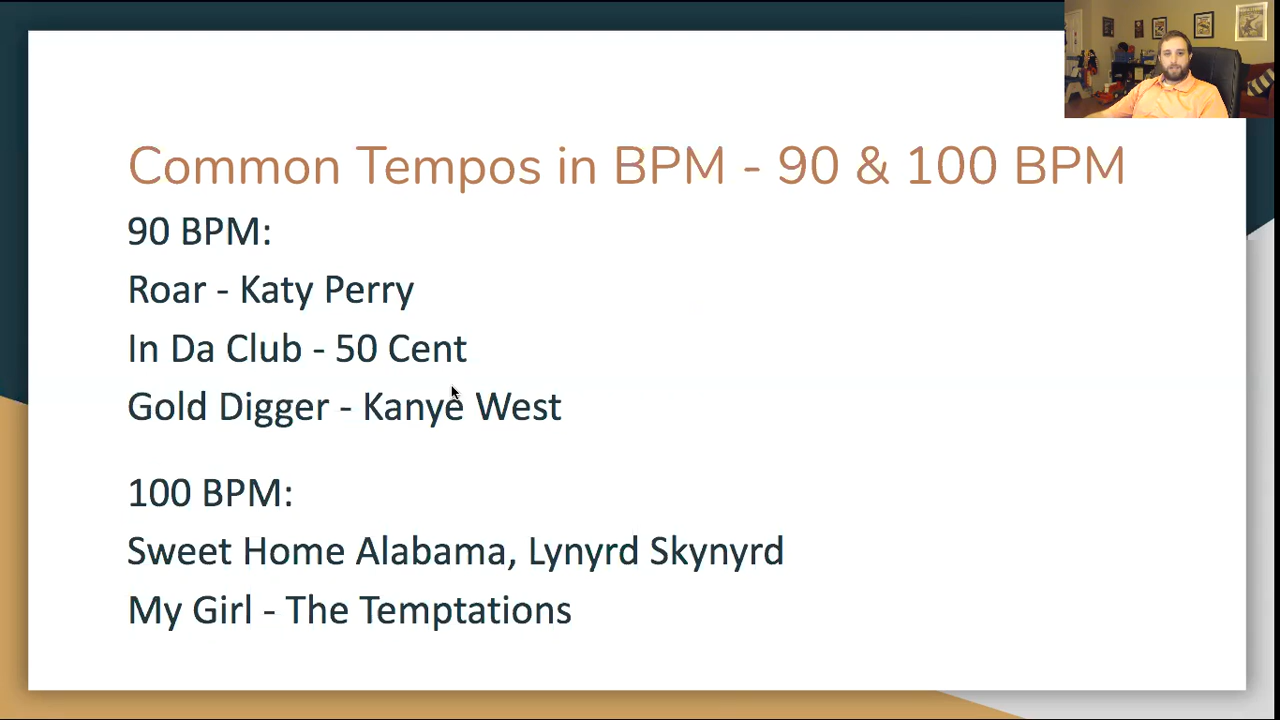 Common Tempos in BPM - 90 & 100 BPM
90 BPM:
Roar - Katy Perry
In Da Club - 50 Cent
Gold Digger - Kanye West
100 BPM:
Sweet Home Alabama, Lynyrd Skynyrd
My Girl - The Temptations